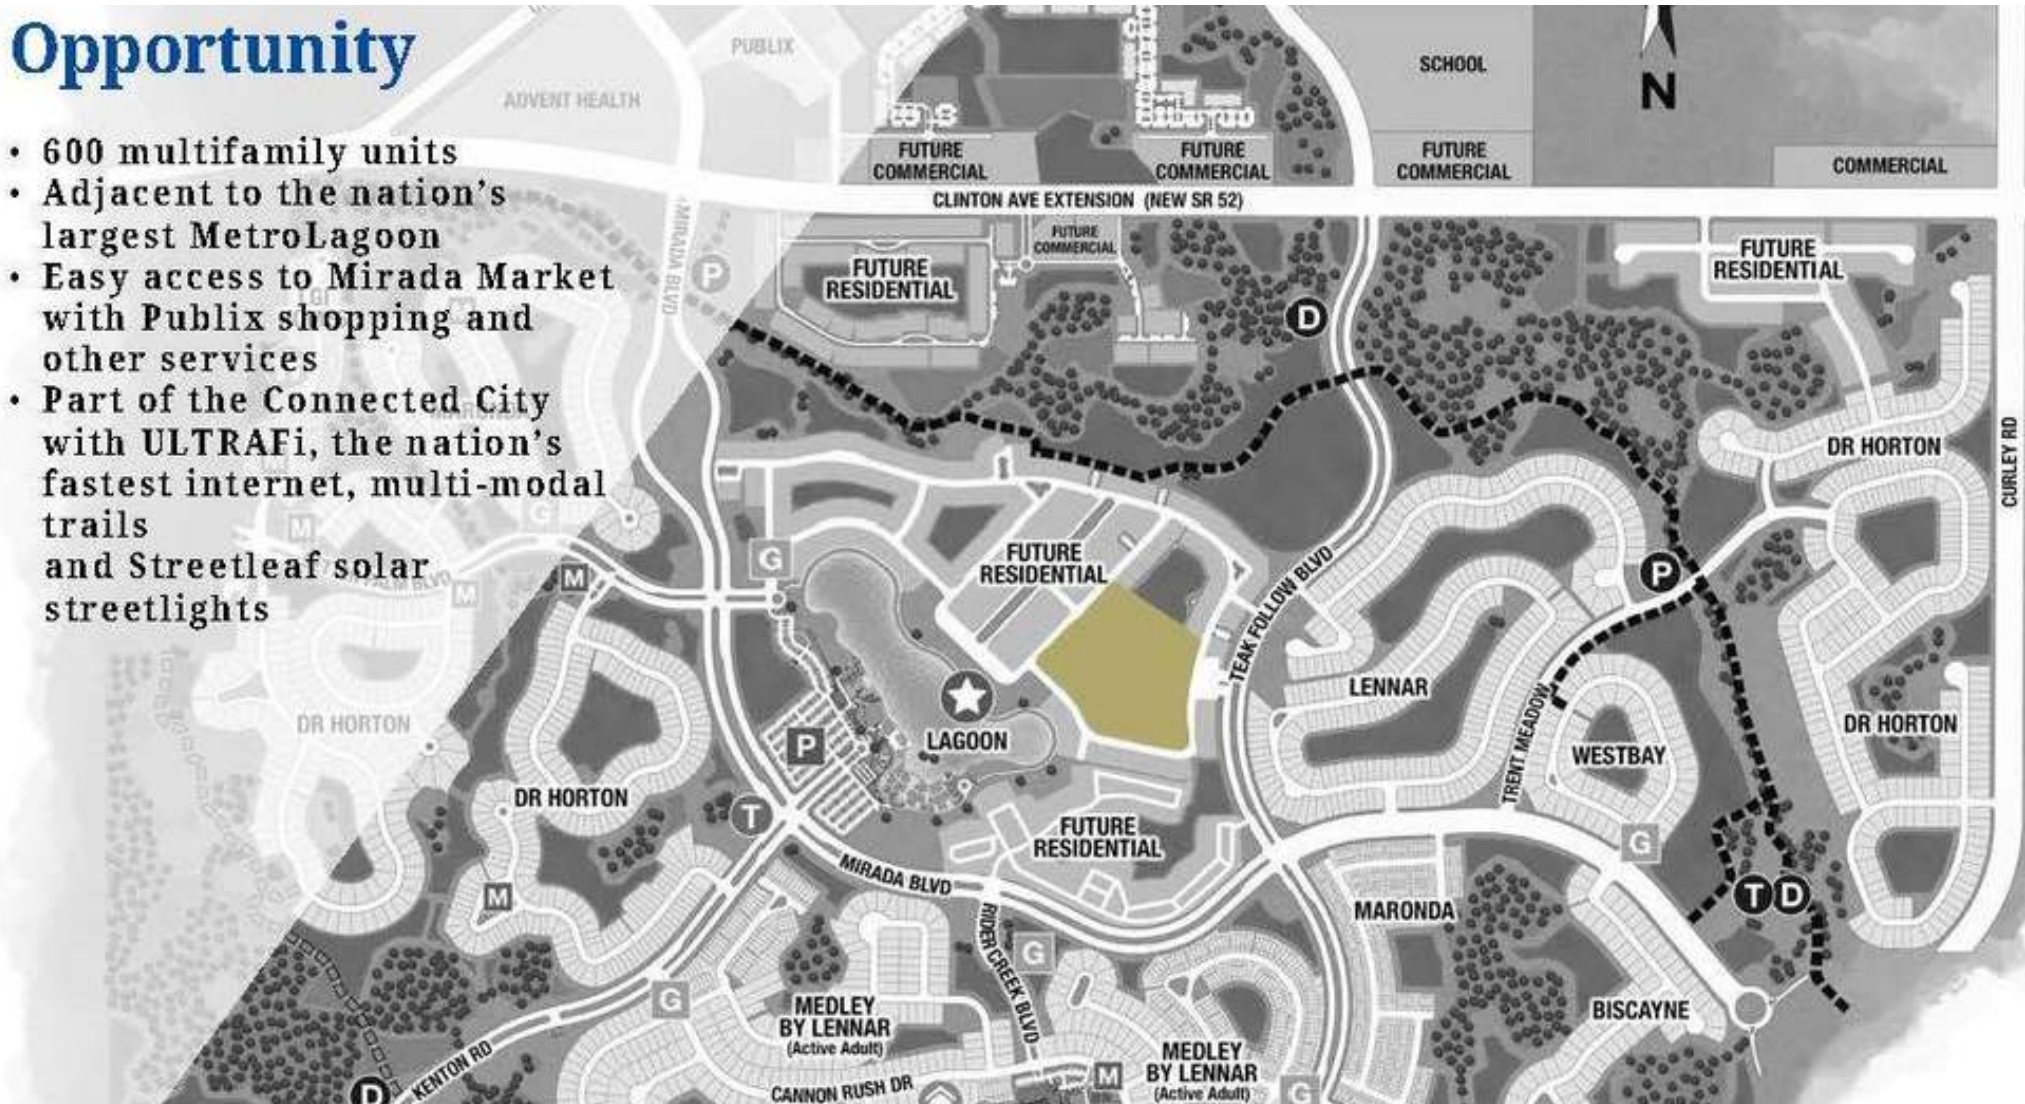 Opportunity
• 600 multifamily units
• Adjacent to the nation's
largest MetroLagoon
• Easy access to Mirada Market
with Publix shopping and
other services
• Part of the Connected City
with ULTRAFi, the nation's
fastest internet, multi-modal
trails
and Streetleaf solar
streetlights
PUBLIX
ADVENT HEALTH
SCHOOL
N
FUTURE
COMMERCIAL
FUTURE
COMMERCIAL
FUTURE
COMMERCIAL
COMMERCIAL
CLINTON AVE EXTENSION (NEW SR 52)
MIRADA BLVD
P
FUTURE
COMMERCIAL
FUTURE
RESIDENTIAL
FUTURE
RESIDENTIAL
D
LGI
M
MARONDA
DR HORTON
CURLEY RD
G
M
G
M
M
FUTURE
RESIDENTIAL
TEAK FOLLOW BLVD
P
LENNAR
TRENT MEADOW
DR HORTON
DR HORTON
WESTBAY
LAGOON
P
DR HORTON
T
FUTURE
RESIDENTIAL
G
MIRADA BLVD
M
MARONDA
T D
RIDER CREEK BLVD
G
G
MEDLEY
BY LENNAR
(Active Adult)
BISCAYNE
KENTON RD
D
CANNON RUSH DR
M
MEDLEY
BY LENNAR
(Active Adult)
G